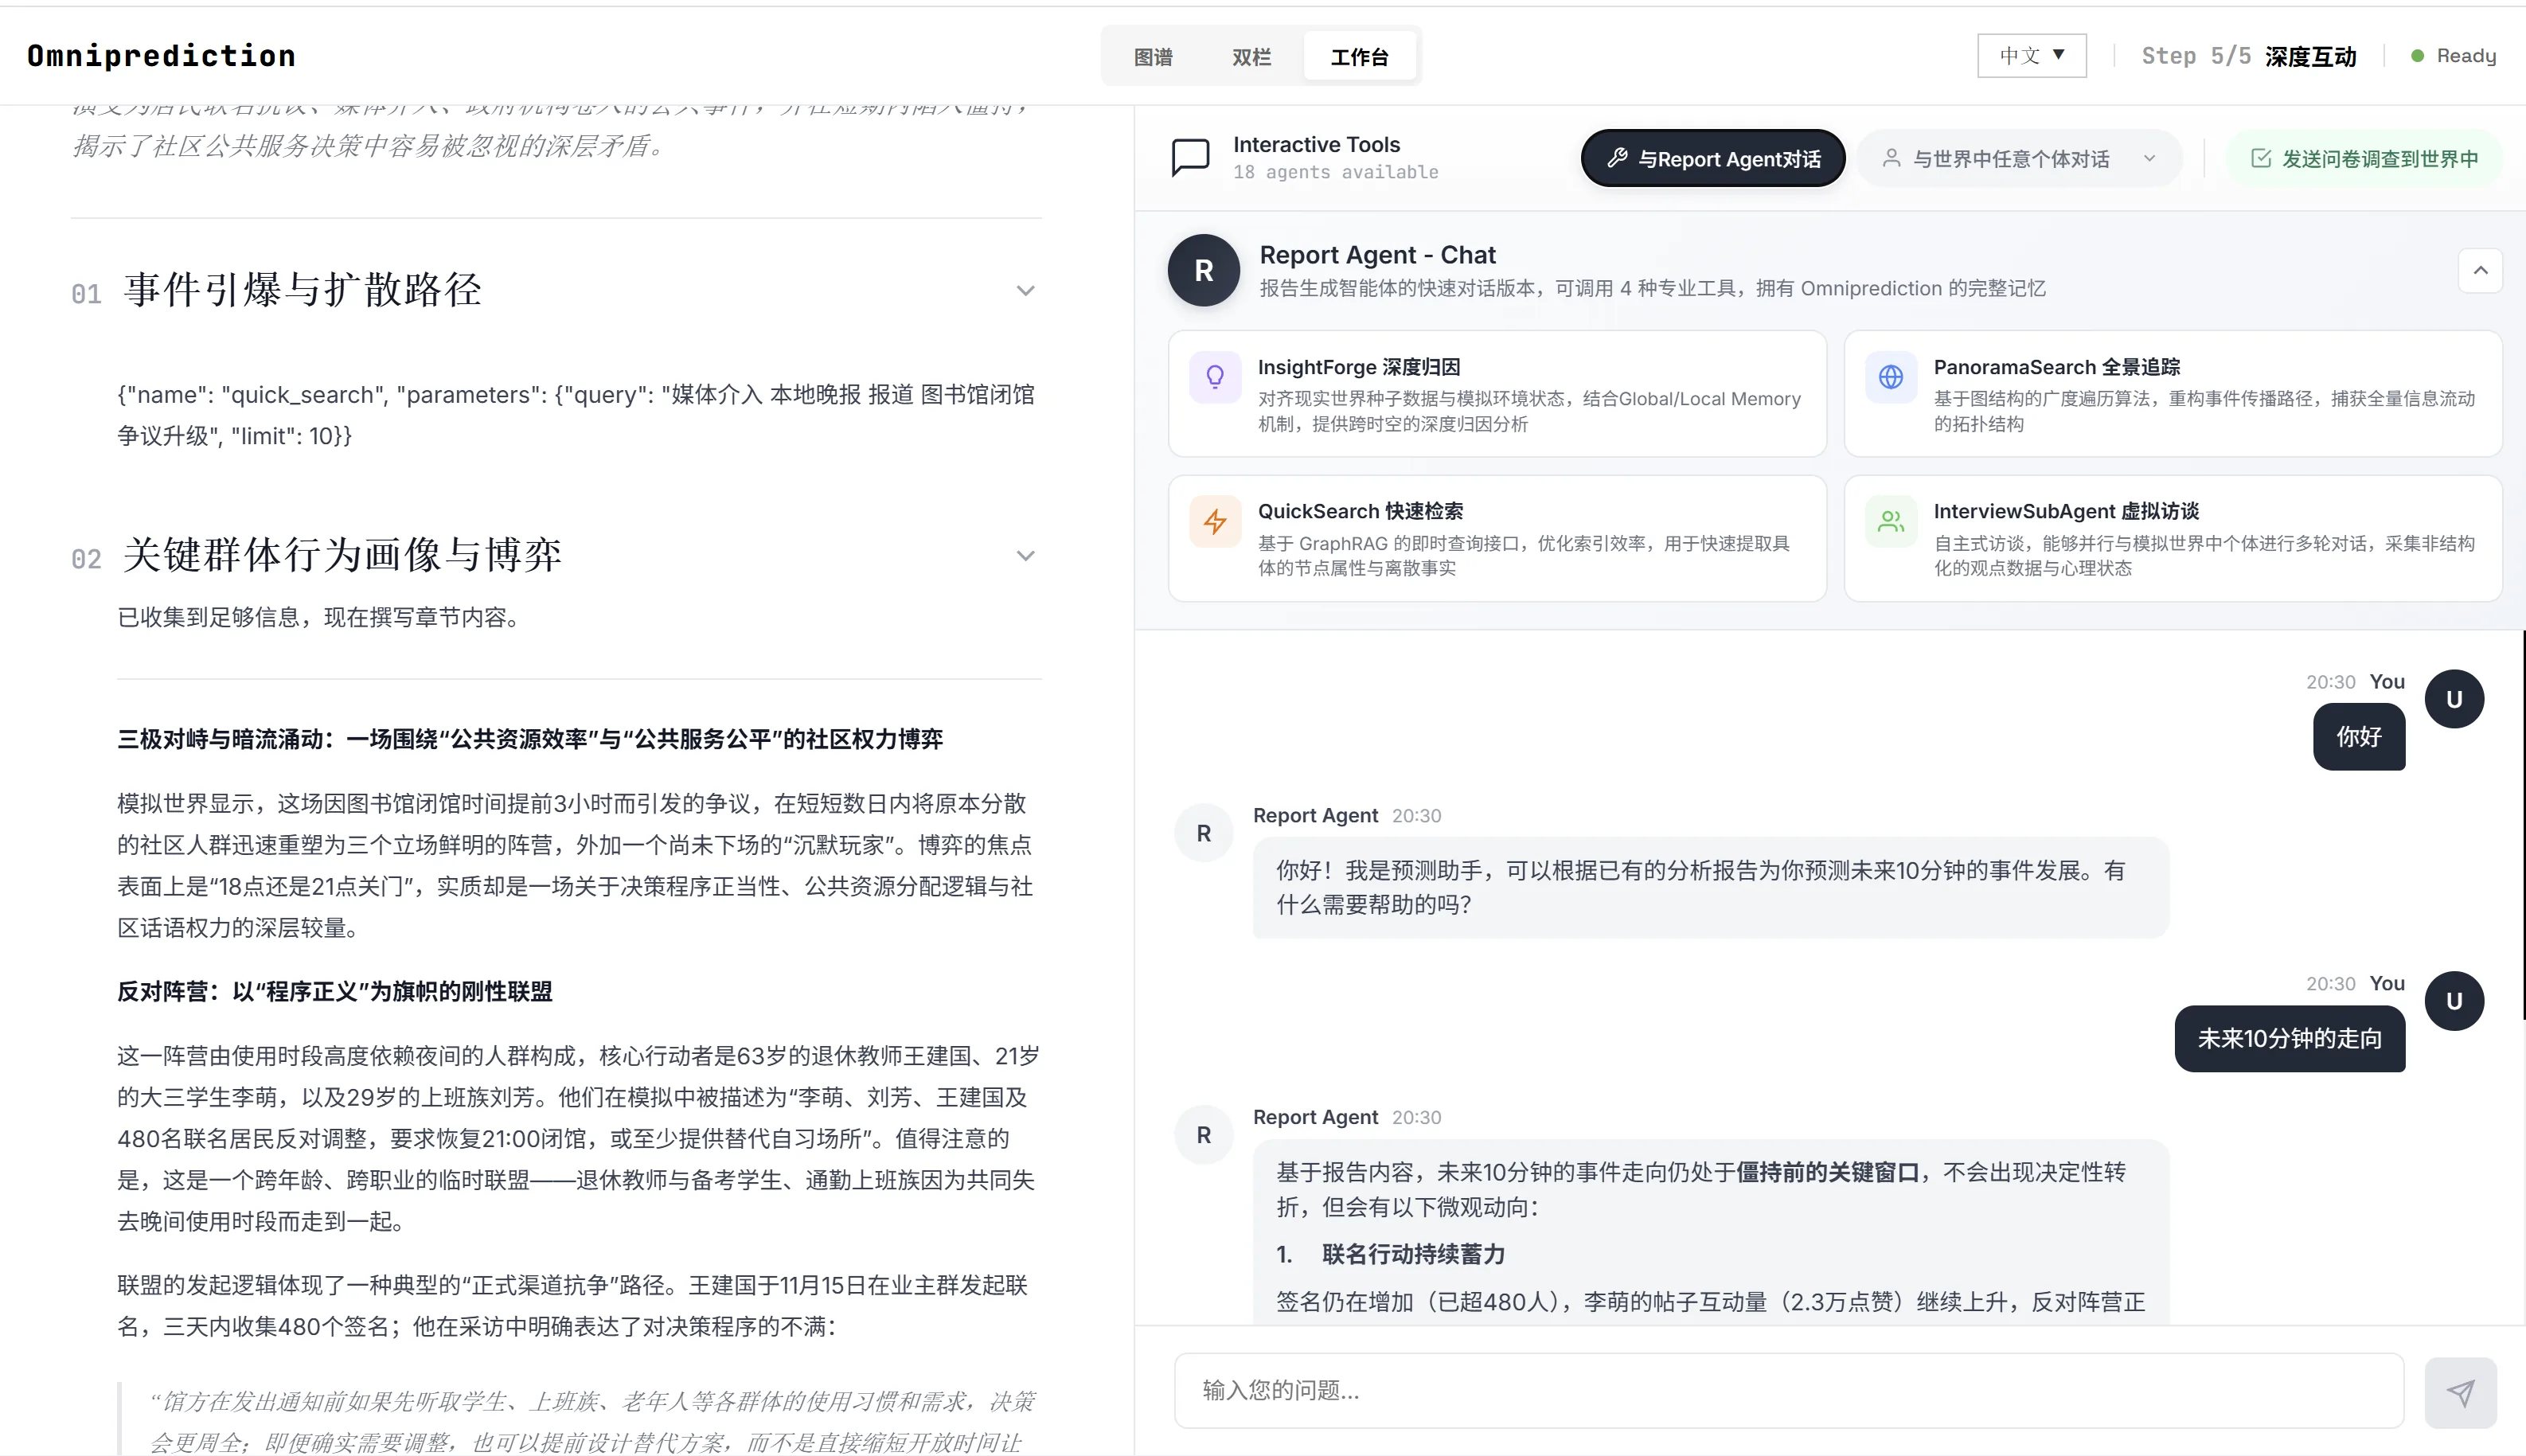 Omniprediction
图谱
双栏
工作台
中文 ▼
Step 5/5 深度互动
Ready
演变为居民联名抗议、媒体介入、政府机构卷入的公共事件，并在短期内陷入僵持，
揭示了社区公共服务决策中容易被忽视的深层矛盾。
01 事件引爆与扩散路径
{"name": "quick_search", "parameters": {"query": "媒体介入 本地晚报 报道 图书馆闭馆
争议升级", "limit": 10}}
02 关键群体行为画像与博弈
已收集到足够信息，现在撰写章节内容。
三极对峙与暗流涌动：一场围绕“公共资源效率”与“公共服务公平”的社区权力博弈
模拟世界显示，这场因图书馆闭馆时间提前3小时而引发的争议，在短短数日内将原本分散
的社区人群迅速重塑为三个立场鲜明的阵营，外加一个尚未下场的“沉默玩家”。博弈的焦点
表面上是“18点还是21点关门”，实质却是一场关于决策程序正当性、公共资源分配逻辑与社
区话语权力的深层较量。
反对阵营：以“程序正义”为旗帜的刚性联盟
这一阵营由使用时段高度依赖夜间的人群构成，核心行动者是63岁的退休教师王建国、21岁
的大三学生李萌，以及29岁的上班族刘芳。他们在模拟中被描述为“李萌、刘芳、王建国及
480名联名居民反对调整，要求恢复21:00闭馆，或至少提供替代自习场所”。值得注意的
是，这是一个跨年龄、跨职业的临时联盟——退休教师与备考学生、通勤上班族因为共同失
去晚间使用时段而走到一起。
联盟的发起逻辑体现了一种典型的“正式渠道抗争”路径。王建国于11月15日在业主群发起联
名，三天内收集480个签名；他在采访中明确表达了对决策程序的不满：
“馆方在发出通知前如果先听取学生、上班族、老年人等各群体的使用习惯和需求，决策
会更周全；即便确实需要调整，也可以提前设计替代方案，而不是直接缩短开放时间让
Interactive Tools
18 agents available
与Report Agent对话
与世界中任意个体对话
发送问卷调查到世界中
R
Report Agent - Chat
报告生成智能体的快速对话版本，可调用 4 种专业工具，拥有 Omniprediction 的完整记忆
InsightForge 深度归因
对齐现实世界种子数据与模拟环境状态，结合Global/Local Memory
机制，提供跨时空的深度归因分析
PanoramaSearch 全景追踪
基于图结构的广度遍历算法，重构事件传播路径，捕获全量信息流动
的拓扑结构
QuickSearch 快速检索
基于 GraphRAG 的即时查询接口，优化索引效率，用于快速提取具
体的节点属性与离散事实
InterviewSubAgent 虚拟访谈
自主式访谈，能够并行与模拟世界中个体进行多轮对话，采集非结构
化的观点数据与心理状态
20:30 You
U
你好
R
Report Agent 20:30
你好！我是预测助手，可以根据已有的分析报告为你预测未来10分钟的事件发展。有
什么需要帮助的吗？
20:30 You
U
未来10分钟的走向
R
Report Agent 20:30
基于报告内容，未来10分钟的事件走向仍处于僵持前的关键窗口，不会出现决定性转
折，但会有以下微观动向：
1. 联名行动持续蓄力
签名仍在增加（已超480人），李萌的帖子互动量（2.3万点赞）继续上升，反对阵营正
输入您的问题...